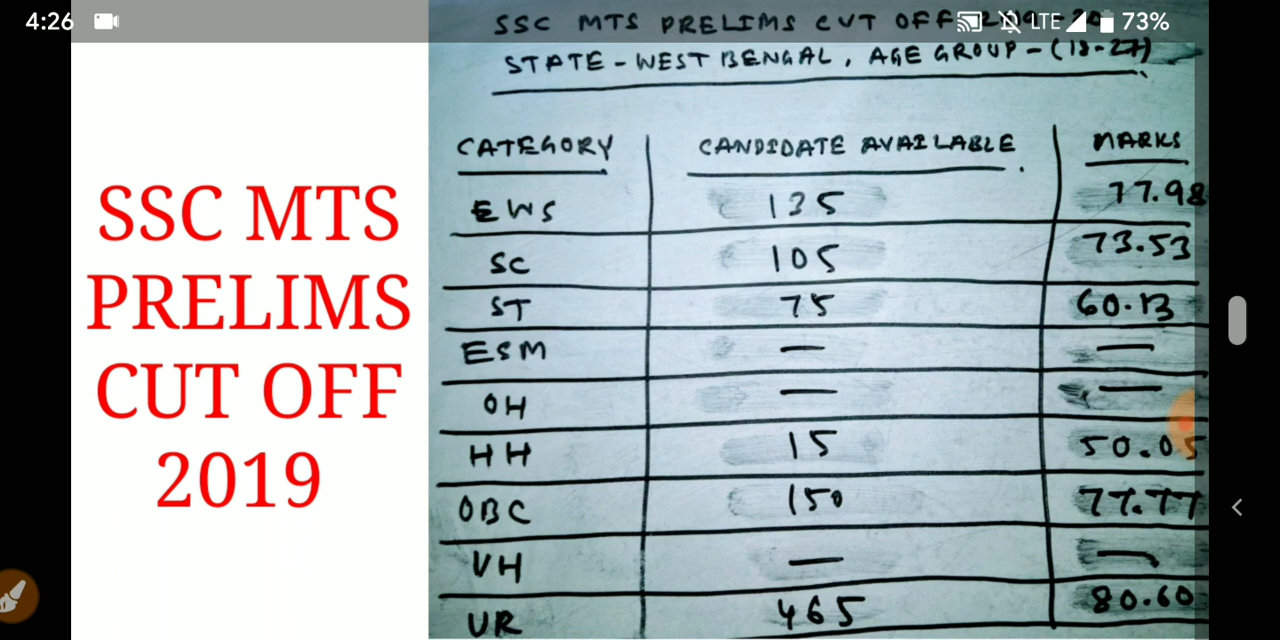 4:26
LTE 73%
SSC MTS
PRELIMS
CUT OFF
2019
SSC MTS PRELIMS CUT OFF
STATE - WEST BENGAL, AGE GROUP - (18-27)
CATEGORY CANDIDATE AVAILABLE MARKS
EWS 135 77.98
SC 105 73.53
ST 75 60.13
ESM — —
OH — —
HH 15 50.05
OBC 150 77.77
VH — —
UR 465 80.60